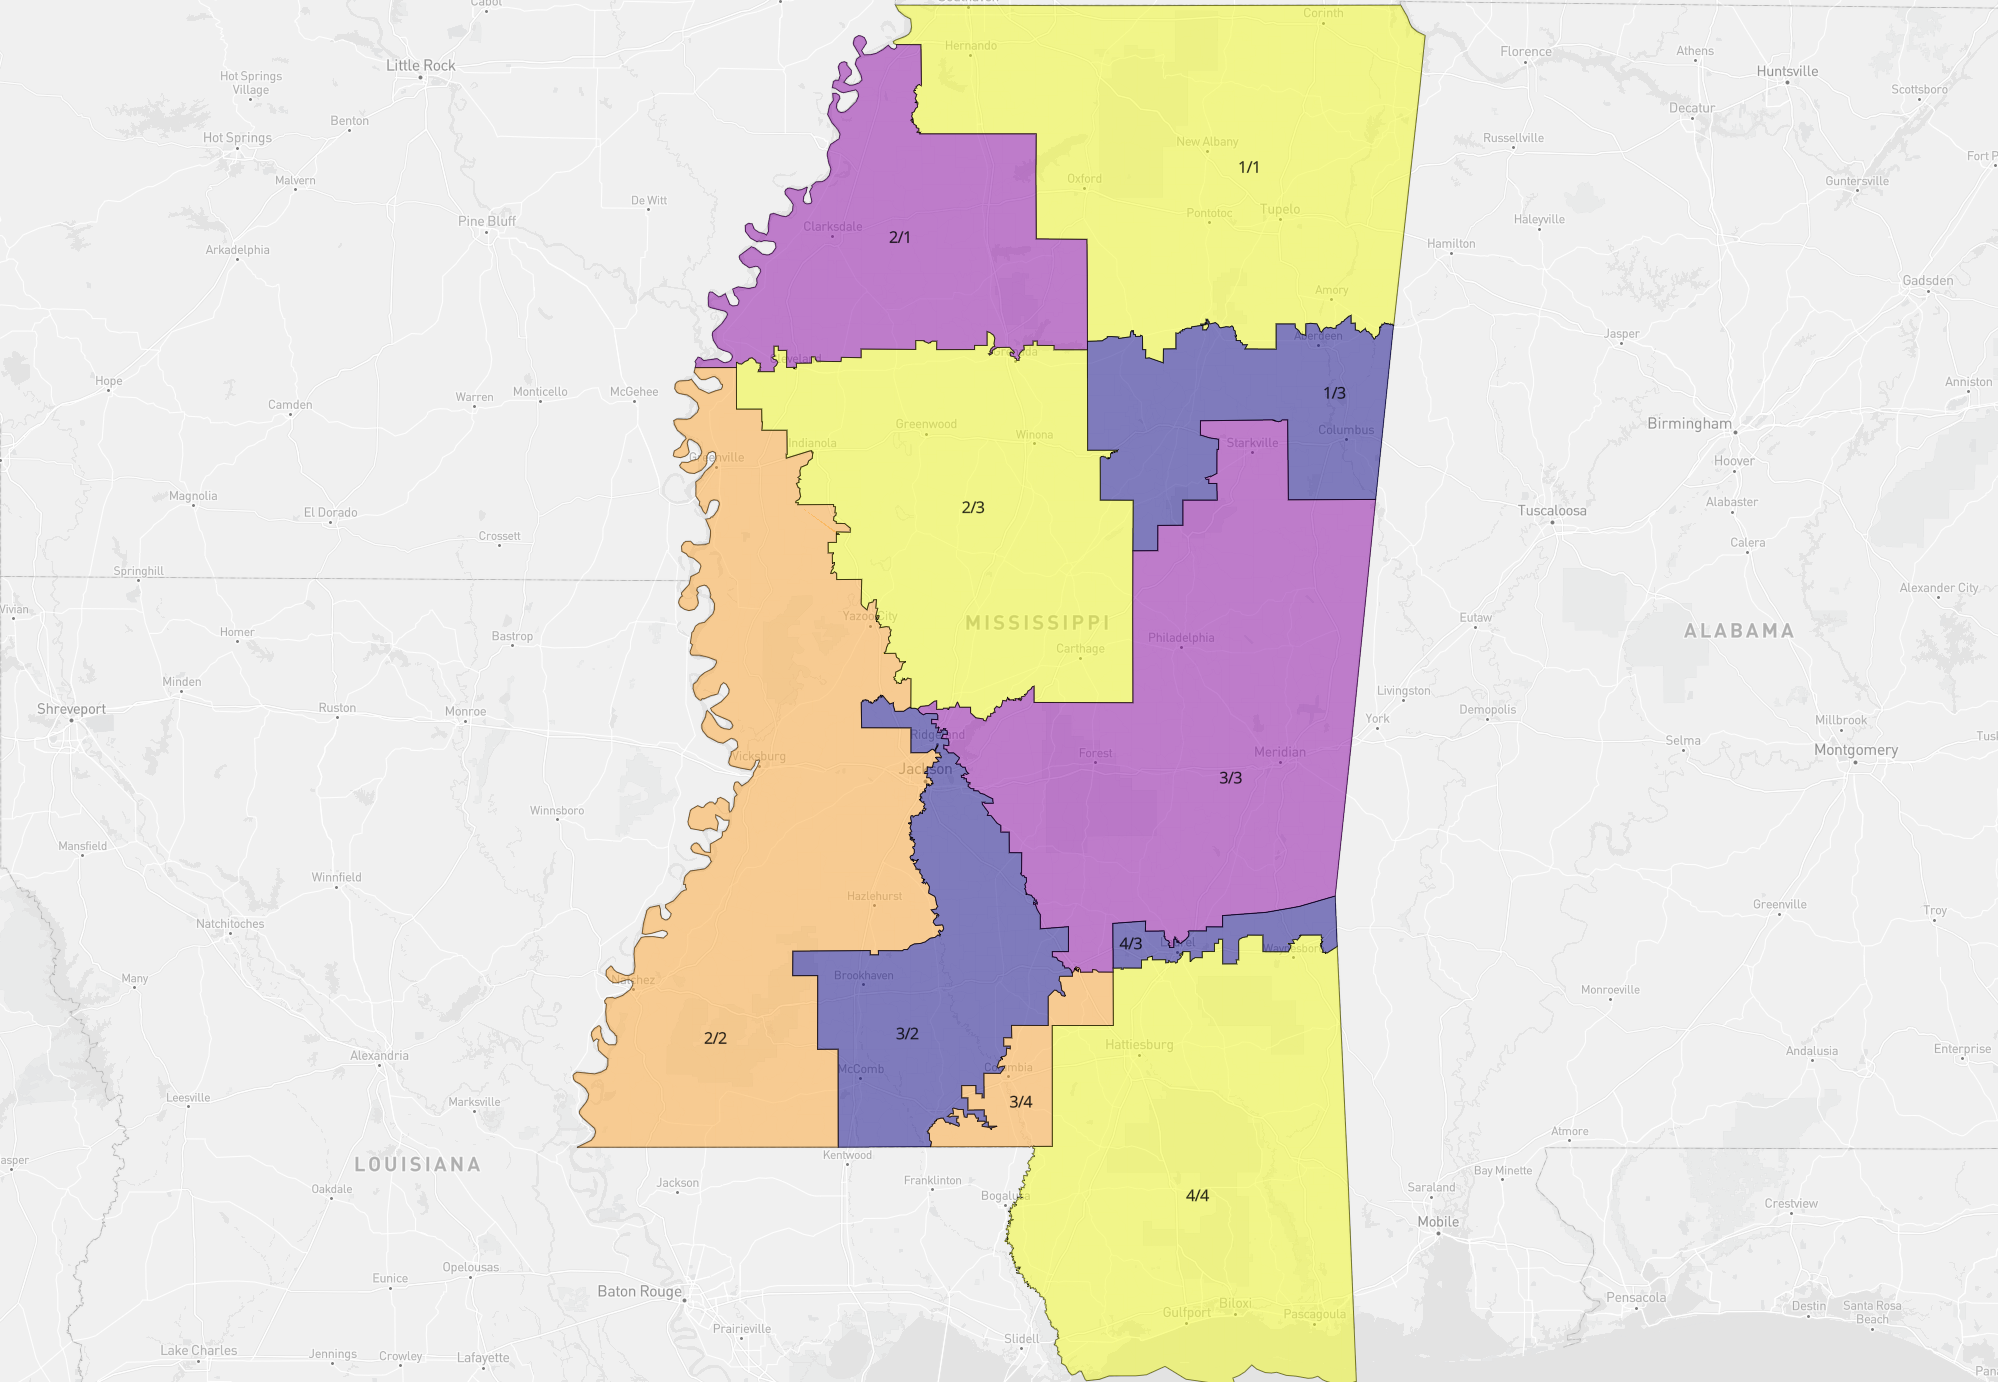 Cabot
Southaven
Corinth
Little Rock
Hernando
Florence
Athens
Huntsville
Hot Springs
Village
Scottsboro
Benton
Decatur
Hot Springs
New Albany
Russellville
1/1
Fort P
Malvern
Oxford
Guntersville
De Witt
Pine Bluff
Clarksdale
2/1
Pontotoc
Tupelo
Haleyville
Arkadelphia
Hamilton
Gadsden
Amory
Aberdeen
Jasper
Cleveland
Grenada
Hope
Camden
Warren
Monticello
McGehee
1/3
Anniston
Greenwood
Winona
Columbus
Birmingham
Indianola
Starkville
Greenville
Hoover
Magnolia
El Dorado
2/3
Alabaster
Tuscaloosa
Crossett
Calera
Springhill
Alexander City
Vivian
Yazoo City
MISSISSIPPI
Eutaw
Homer
Bastrop
Philadelphia
ALABAMA
Carthage
Minden
Livingston
Shreveport
Ruston
Monroe
York
Demopolis
Millbrook
Ridgeland
Selma
Tusk
Vicksburg
Forest
Meridian
Montgomery
Jackson
3/3
Winnsboro
Mansfield
Winnfield
Hazlehurst
Greenville
Troy
Natchitoches
4/3
Laurel
Waynesboro
Many
Natchez
Brookhaven
Monroeville
2/2
3/2
Hattiesburg
Alexandria
McComb
Columbia
Andalusia
Enterprise
Leesville
Marksville
3/4
Atmore
LOUISIANA
Kentwood
asper
Bay Minette
Oakdale
Jackson
Franklinton
Bogalusa
4/4
Saraland
Crestview
Mobile
Eunice
Opelousas
Baton Rouge
Gulfport
Biloxi
Pascagoula
Pensacola
Destin
Santa Rosa
Beach
Prairieville
Slidell
Lake Charles
Jennings
Crowley
Lafayette
Pan